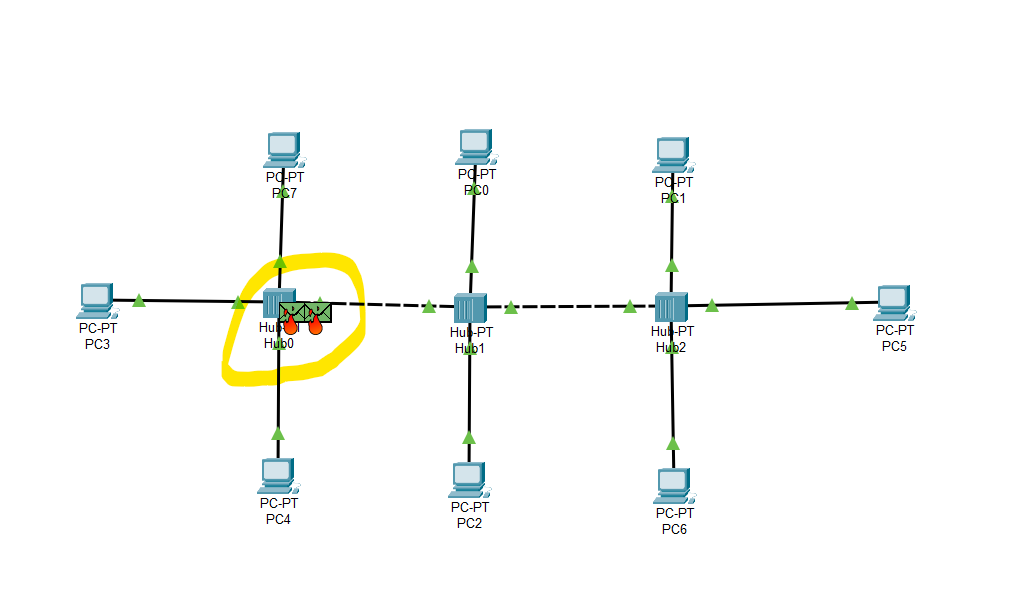 PC-PT
PC7
PC-PT
PC0
PC-PT
PC1
PC-PT
PC3
Hub0
Hub-PT
Hub1
Hub-PT
Hub2
PC-PT
PC5
PC-PT
PC4
PC-PT
PC2
PC-PT
PC6